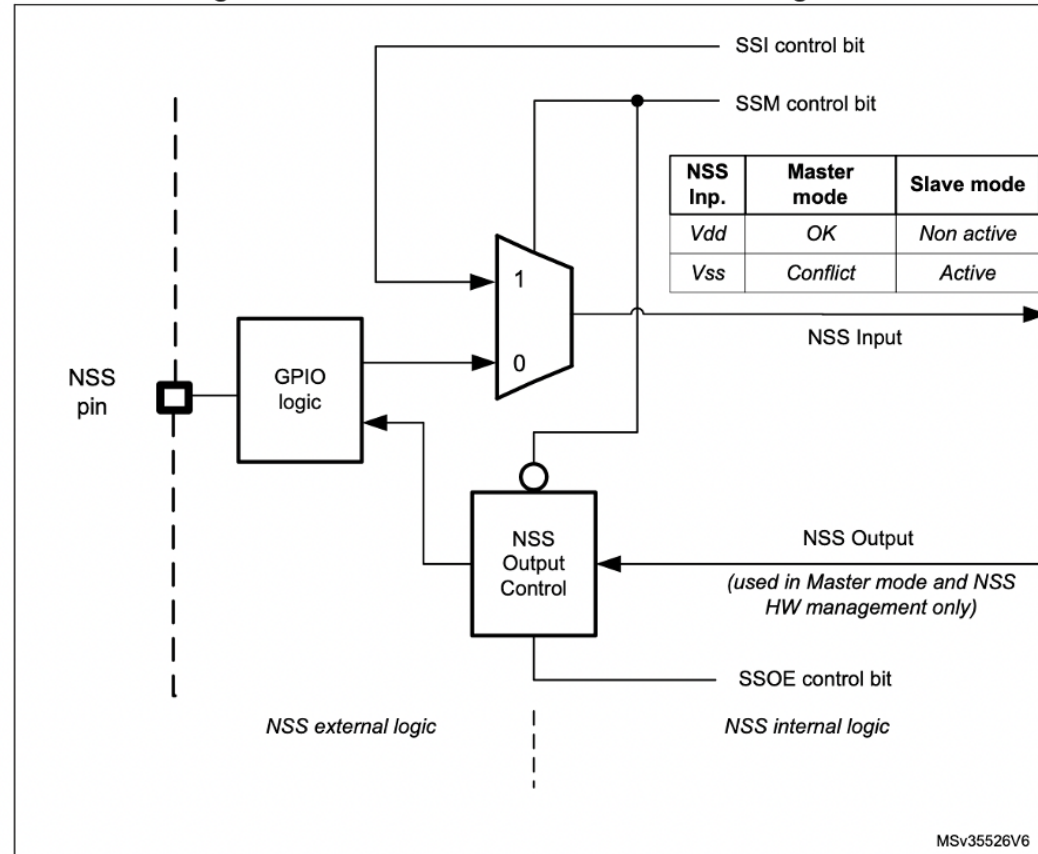 SSI control bit
SSM control bit
NSS Inp. Master mode Slave mode
Vdd OK Non active
Vss Conflict Active
1
NSS Input
0
NSS
pin
GPIO
logic
NSS
Output
Control
NSS Output
(used in Master mode and NSS
HW management only)
SSOE control bit
NSS external logic
NSS internal logic
MSv35526V6